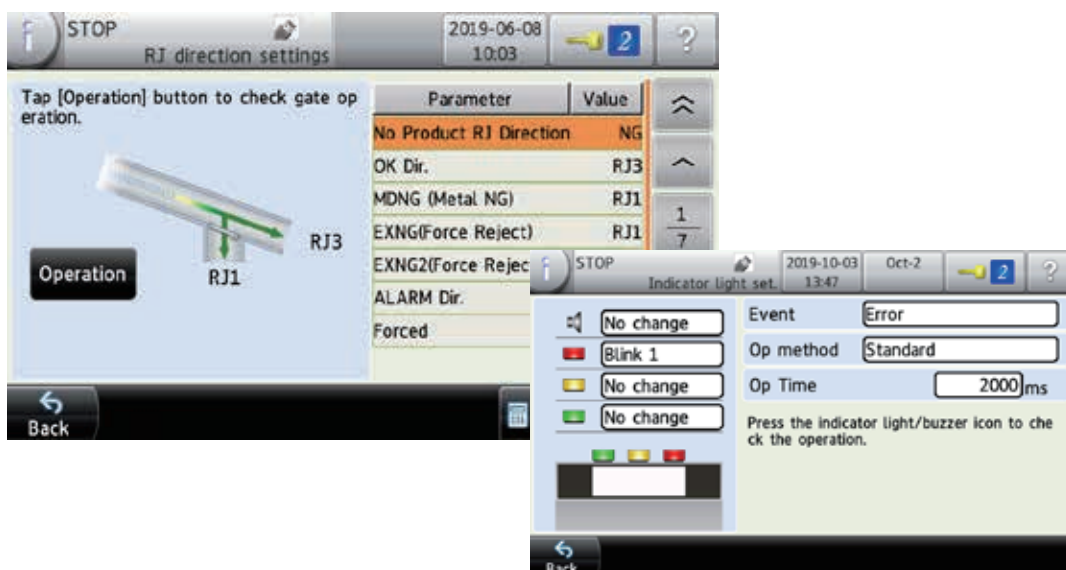 STOP
RJ direction settings
2019-06-08
10:03
2
?
Tap [Operation] button to check gate op
eration.
RJ3
RJ1
Operation
Parameter Value
No Product RJ Direction NG
OK Dir. RJ3
MDNG (Metal NG) RJ1
EXNG(Force Reject) RJ1
EXNG2(Force Rejec
ALARM Dir.
Forced
1
7
Back
STOP
Indicator light set.
2019-10-03
13:47
Oct-2
2
?
No change
Blink 1
No change
No change
Event Error
Op method Standard
Op Time 2000 ms
Press the indicator light/buzzer icon to che
ck the operation.
Back